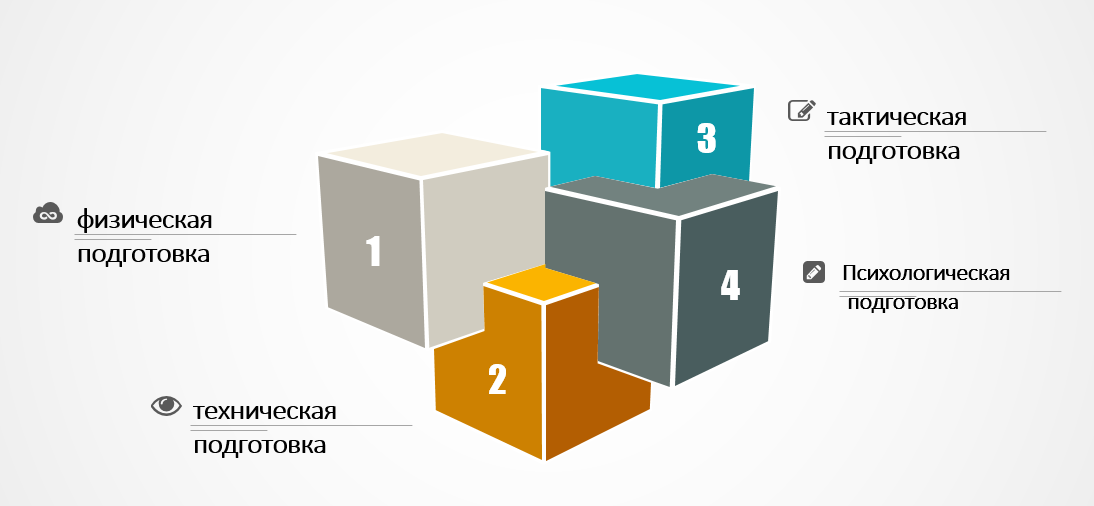 физическая
подготовка
1
техническая
подготовка
2
3
тактическая
подготовка
4
Психологическая
подготовка